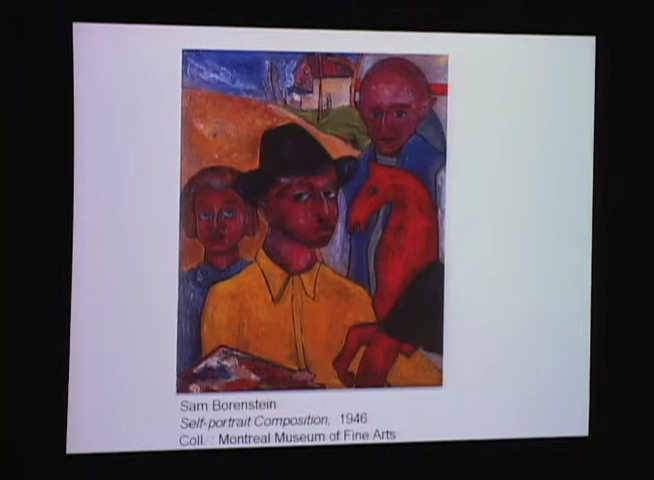 Sam Borenstein
Self-portrait Composition, 1946
Coll. : Montreal Museum of Fine Arts